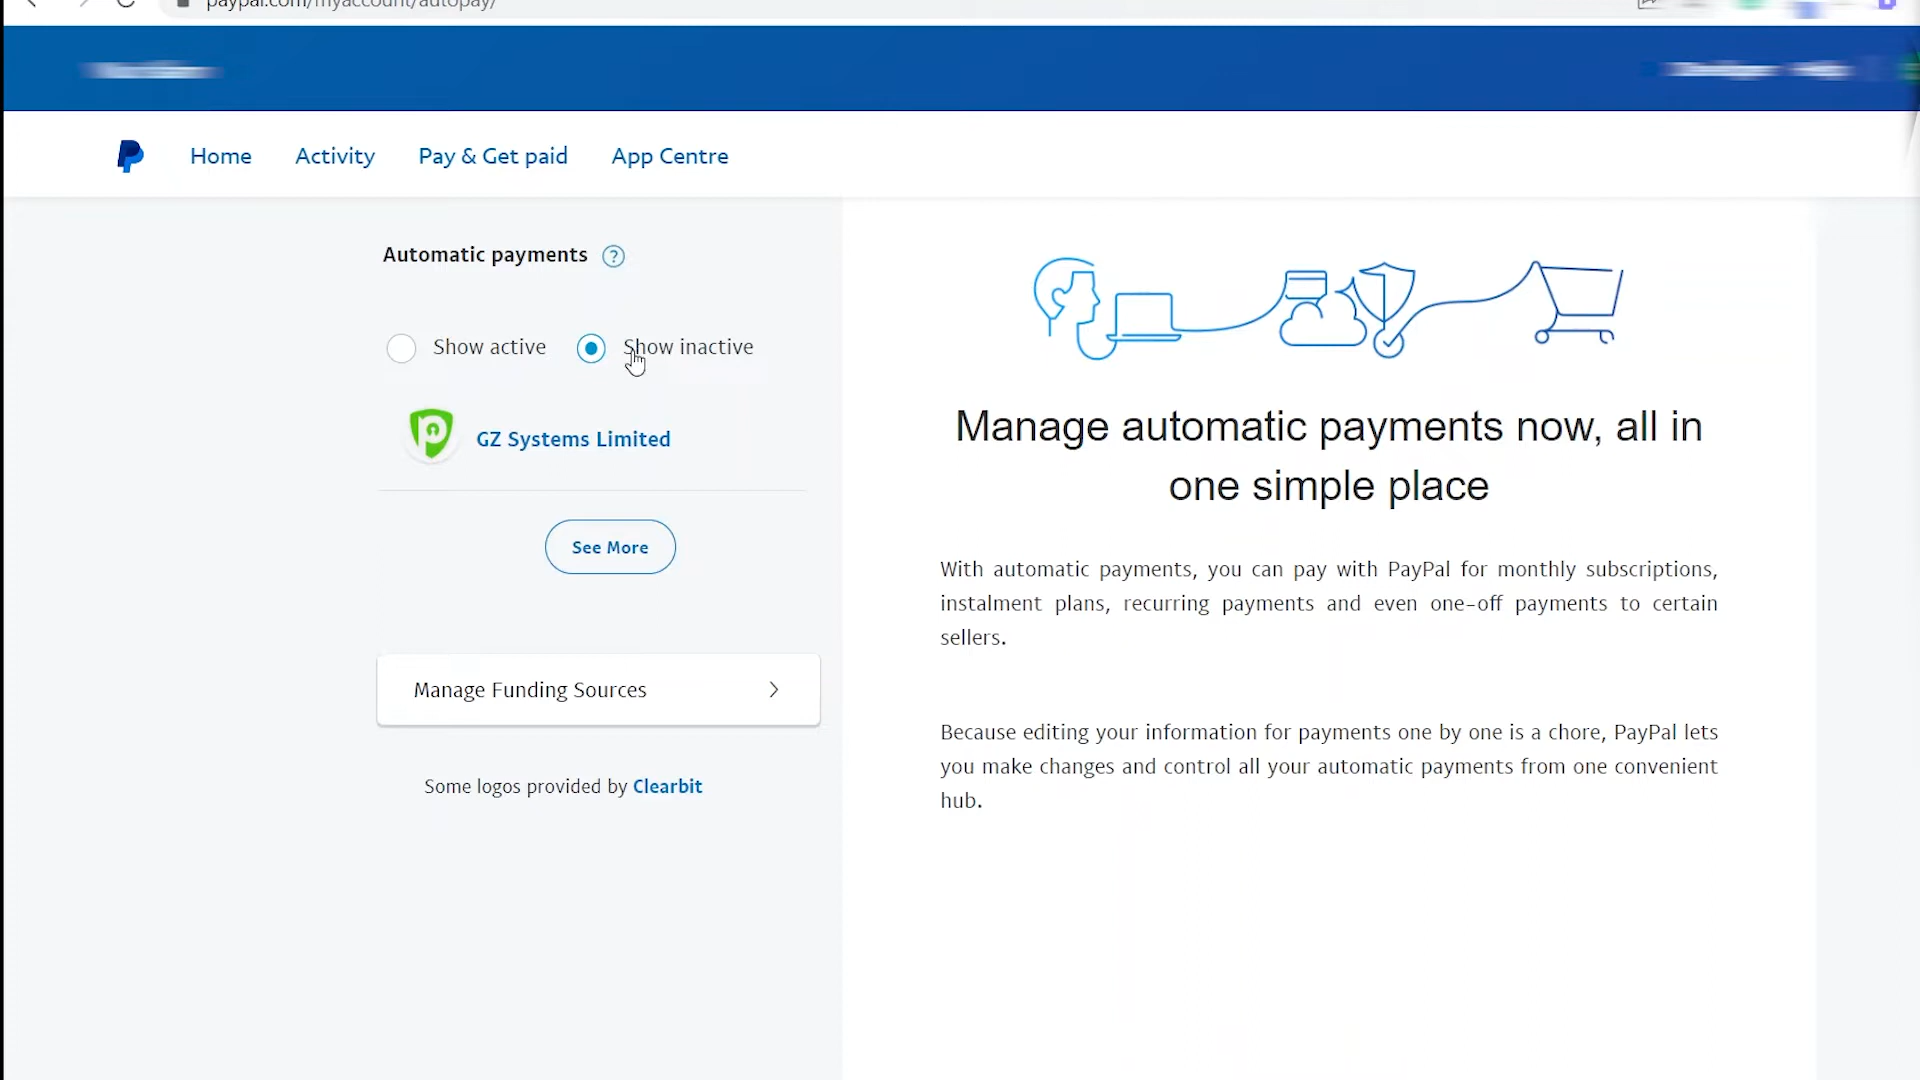 paypal.com/myaccount/autopay/
Home Activity Pay & Get paid App Centre
Automatic payments ?
Show active Show inactive
GZ Systems Limited
See More
Manage Funding Sources
Some logos provided by Clearbit
Manage automatic payments now, all in
one simple place
With automatic payments, you can pay with PayPal for monthly subscriptions,
instalment plans, recurring payments and even one-off payments to certain
sellers.
Because editing your information for payments one by one is a chore, PayPal lets
you make changes and control all your automatic payments from one convenient
hub.